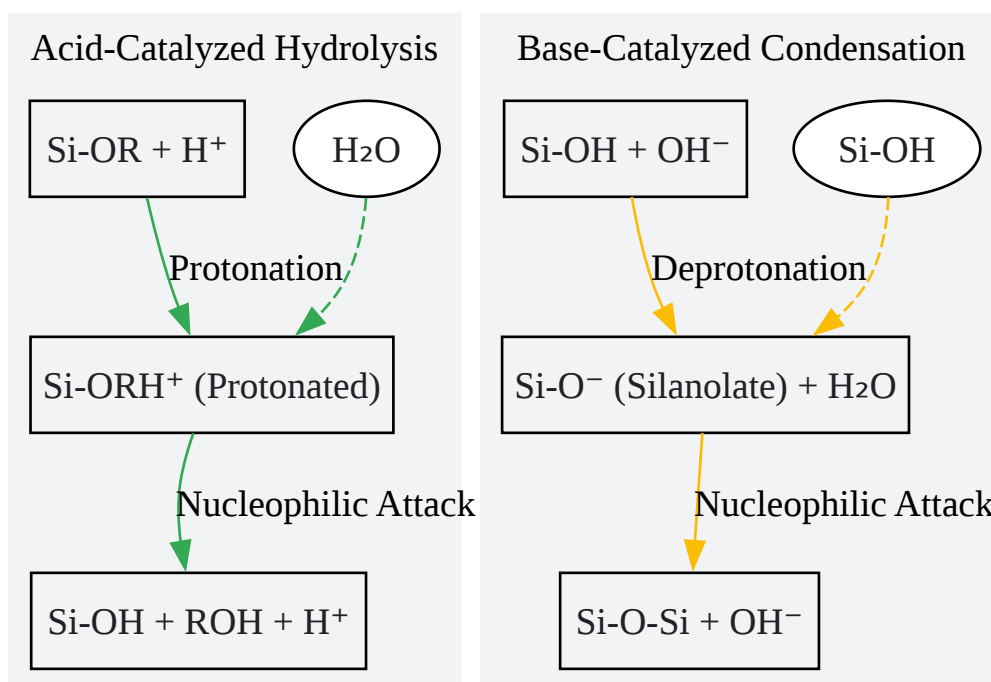 Acid-Catalyzed Hydrolysis
Si-OR + H⁺
H₂O
Protonation
Si-ORH⁺ (Protonated)
Nucleophilic Attack
Si-OH + ROH + H⁺
Base-Catalyzed Condensation
Si-OH + OH⁻
Si-OH
Deprotonation
Si-O⁻ (Silanolate) + H₂O
Nucleophilic Attack
Si-O-Si + OH⁻